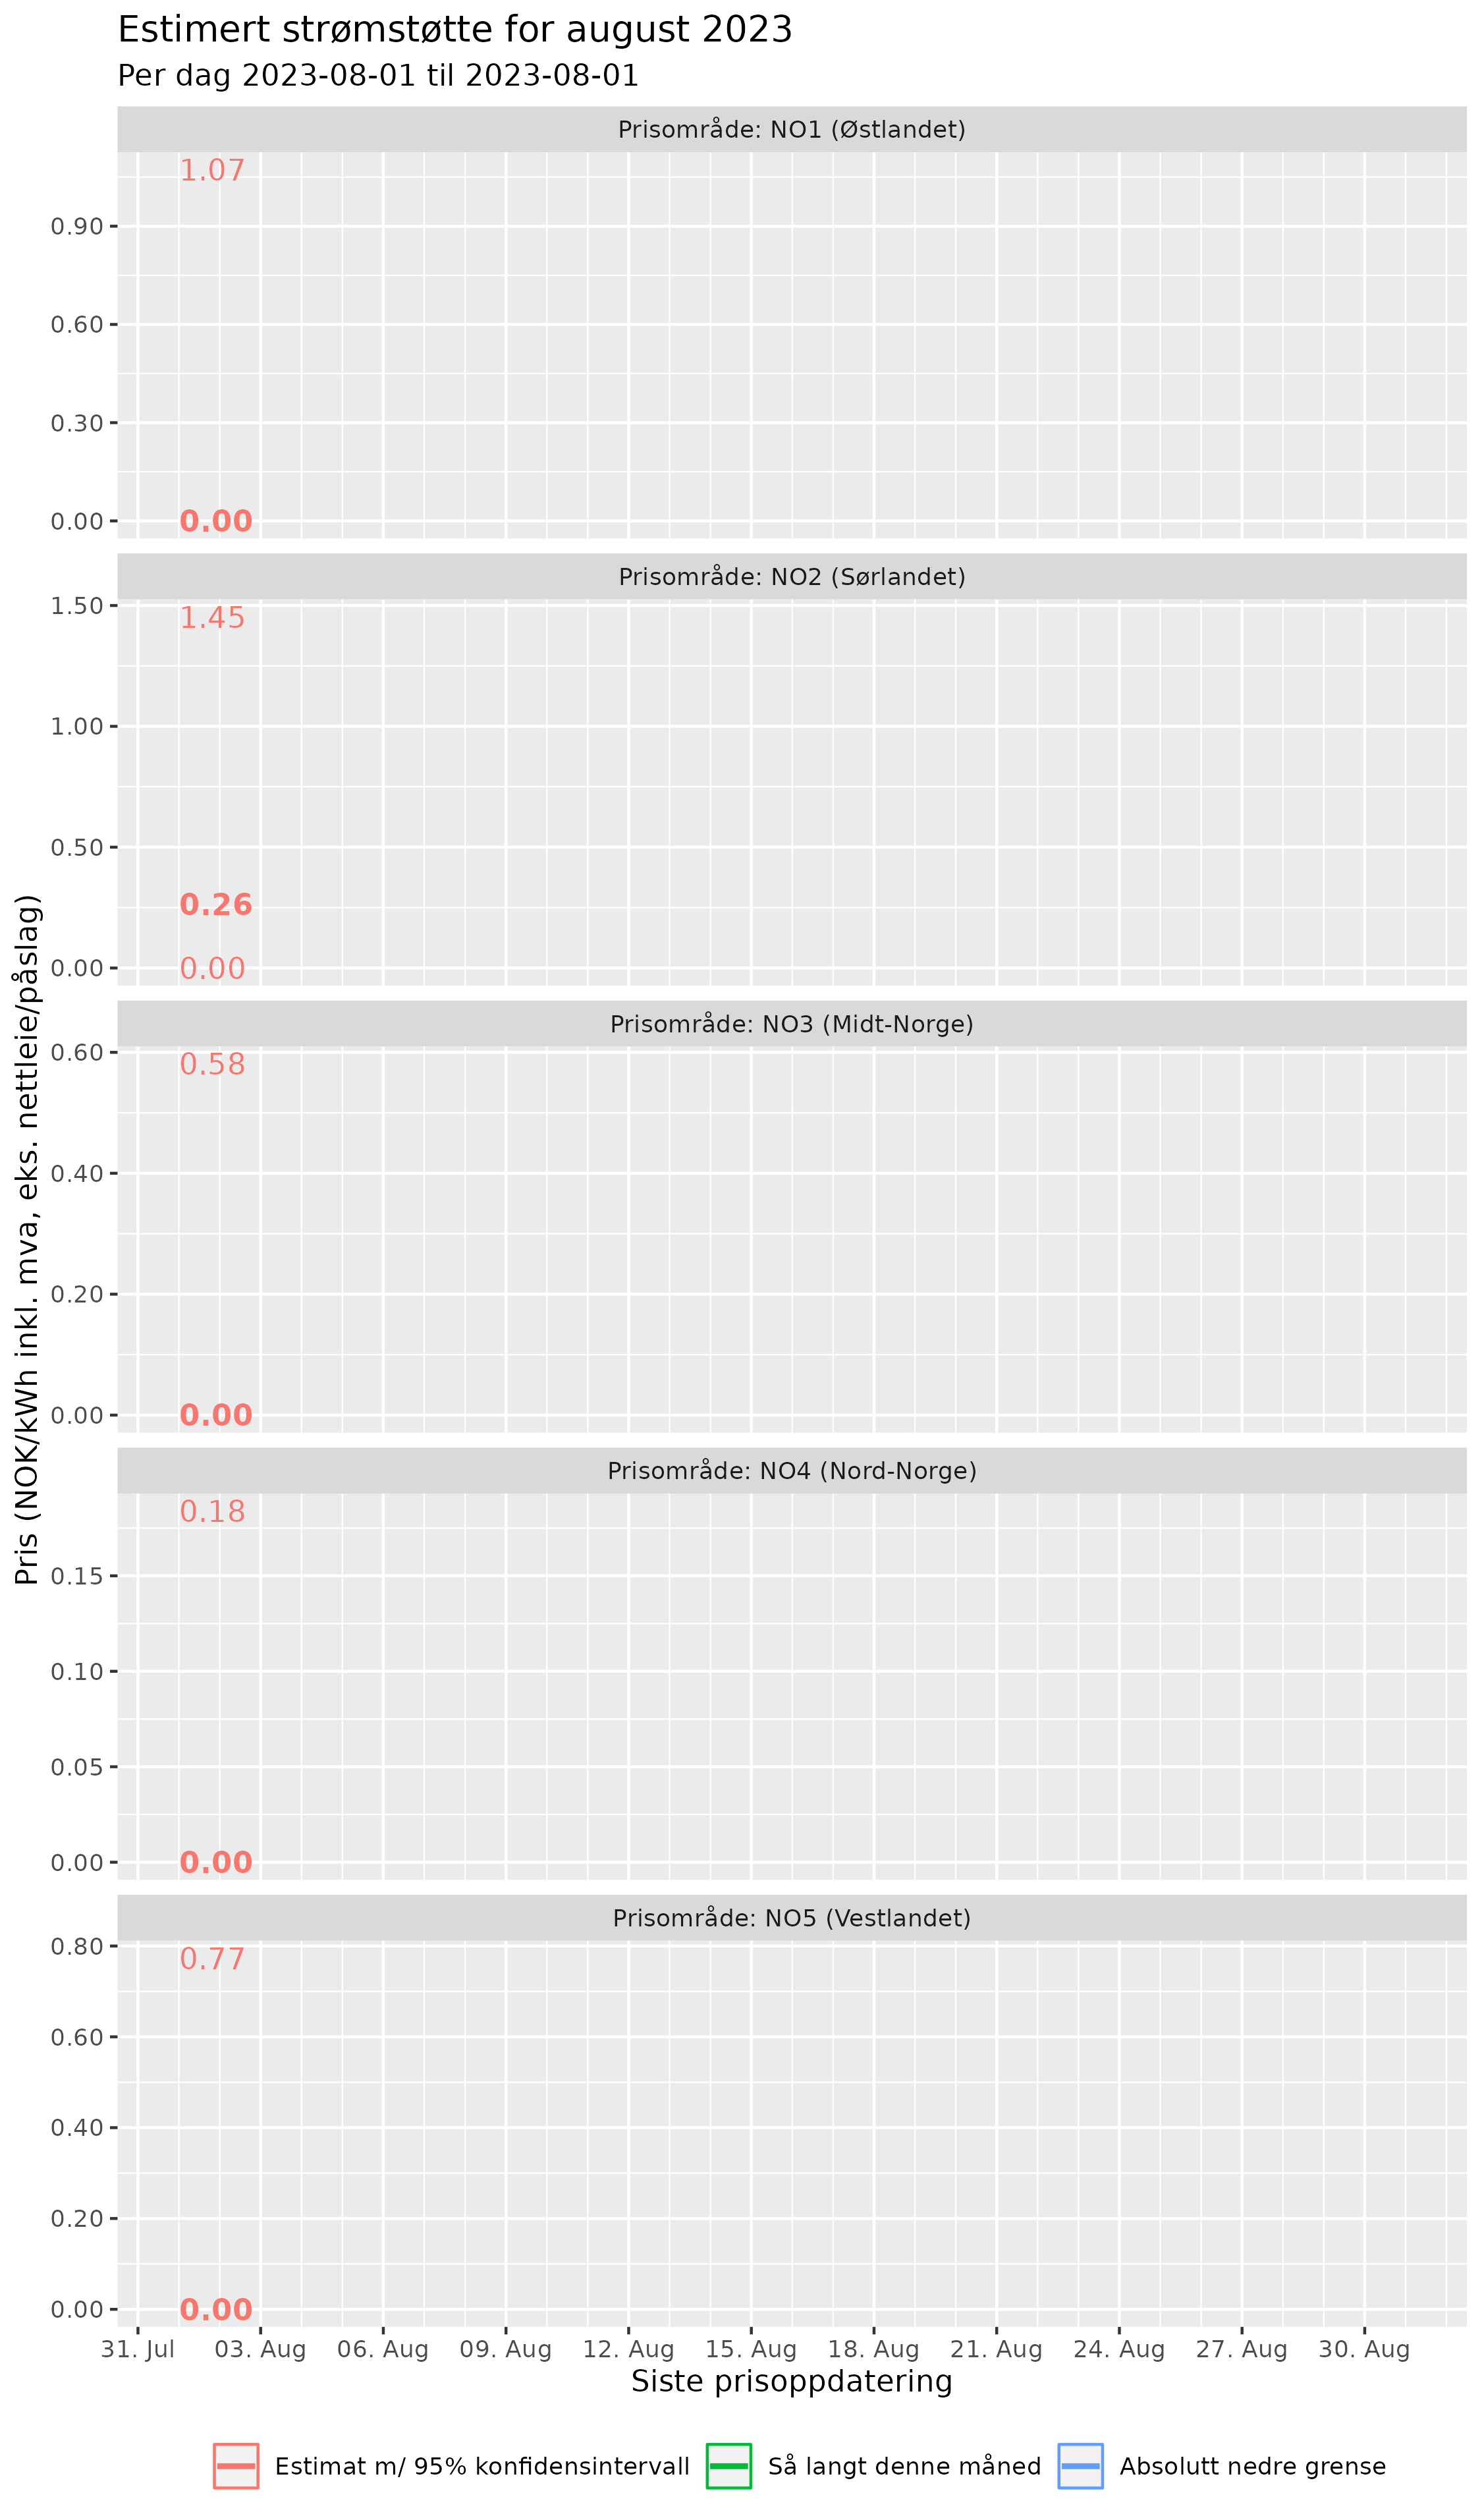 Estimert strømstøtte for august 2023
Per dag 2023-08-01 til 2023-08-01
Pris (NOK/kWh inkl. mva, eks. nettleie/påslag)
Prisområde: NO1 (Østlandet)
1.07
0.90
0.60
0.30
0.00
0.00
Prisområde: NO2 (Sørlandet)
1.50
1.45
1.00
0.50
0.26
0.00
0.00
Prisområde: NO3 (Midt-Norge)
0.60
0.58
0.40
0.20
0.00
0.00
Prisområde: NO4 (Nord-Norge)
0.18
0.15
0.10
0.05
0.00
0.00
Prisområde: NO5 (Vestlandet)
0.80
0.77
0.60
0.40
0.20
0.00
0.00
31. Jul 03. Aug 06. Aug 09. Aug 12. Aug 15. Aug 18. Aug 21. Aug 24. Aug 27. Aug 30. Aug
Siste prisoppdatering
Estimat m/ 95% konfidensintervall Så langt denne måned Absolutt nedre grense